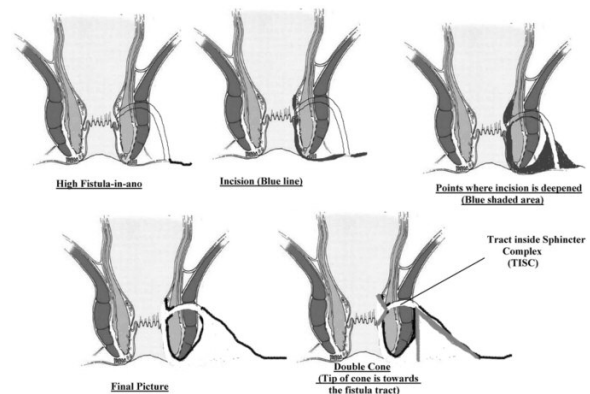 High Fistula-in-ano
Incision (Blue line)
Points where incision is deepened
(Blue shaded area)
Tract inside Sphincter
Complex
(TISC)
Final Picture
Double Cone
(Tip of cone is towards
the fistula tract)